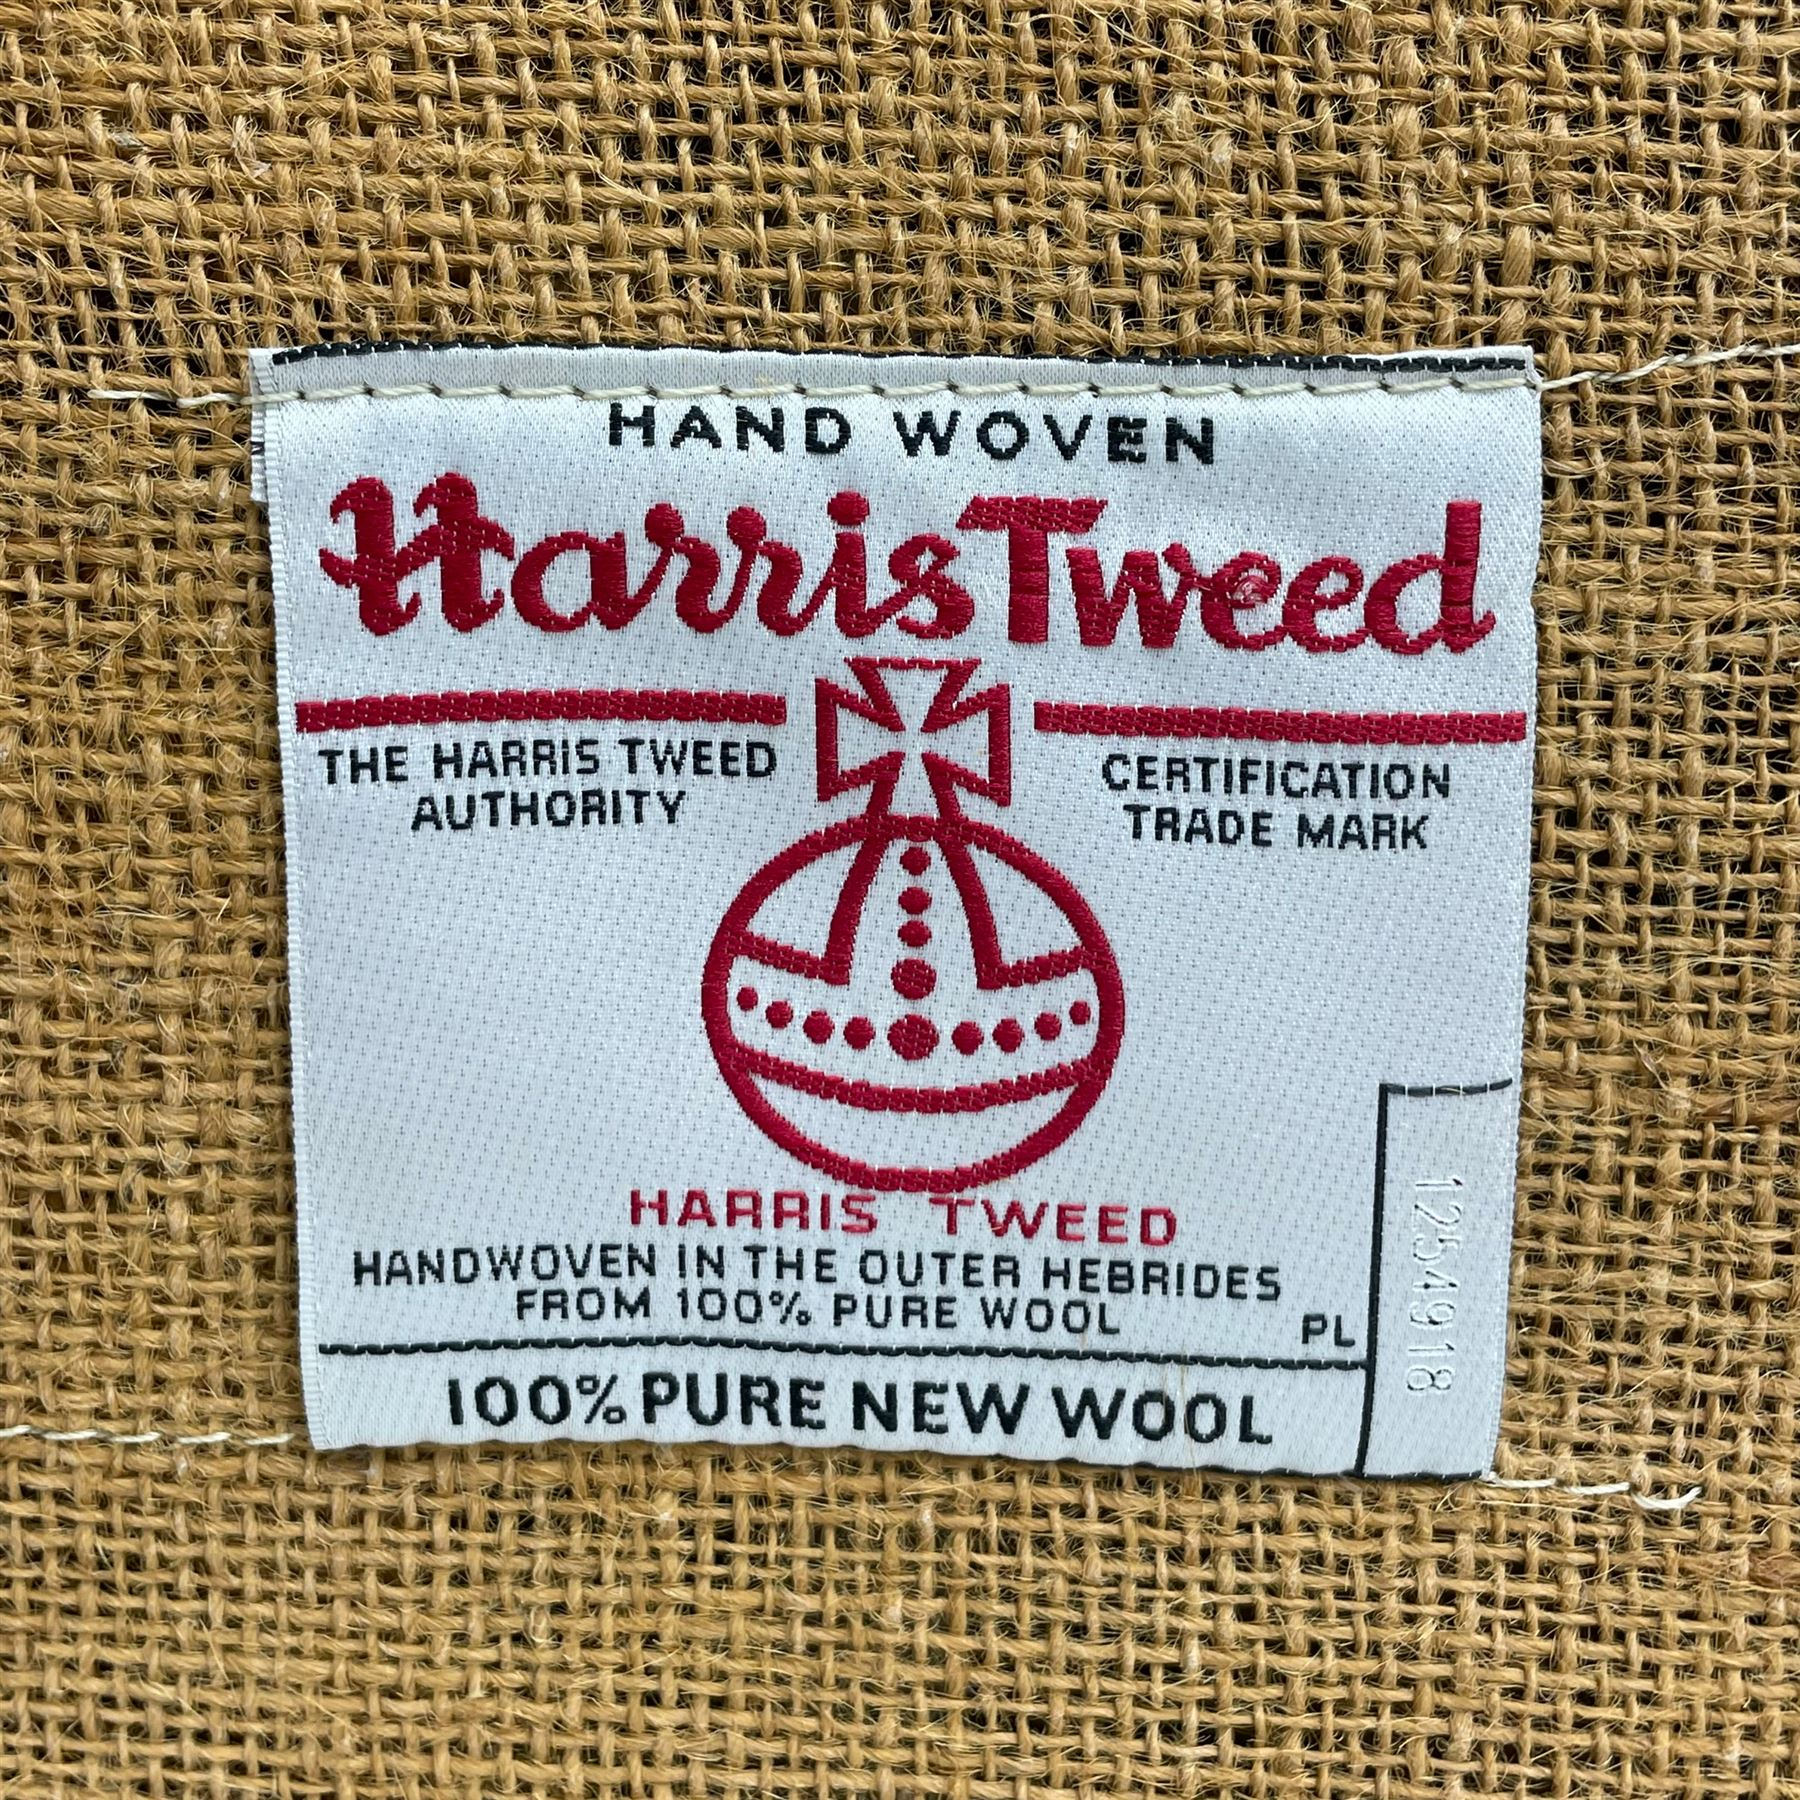 HAND WOVEN
Harris Tweed
THE HARRIS TWEED
AUTHORITY
CERTIFICATION
TRADE MARK
HARRIS TWEED
HANDWOVEN IN THE OUTER HEBRIDES
FROM 100% PURE WOOL
PL
1254918
100% PURE NEW WOOL